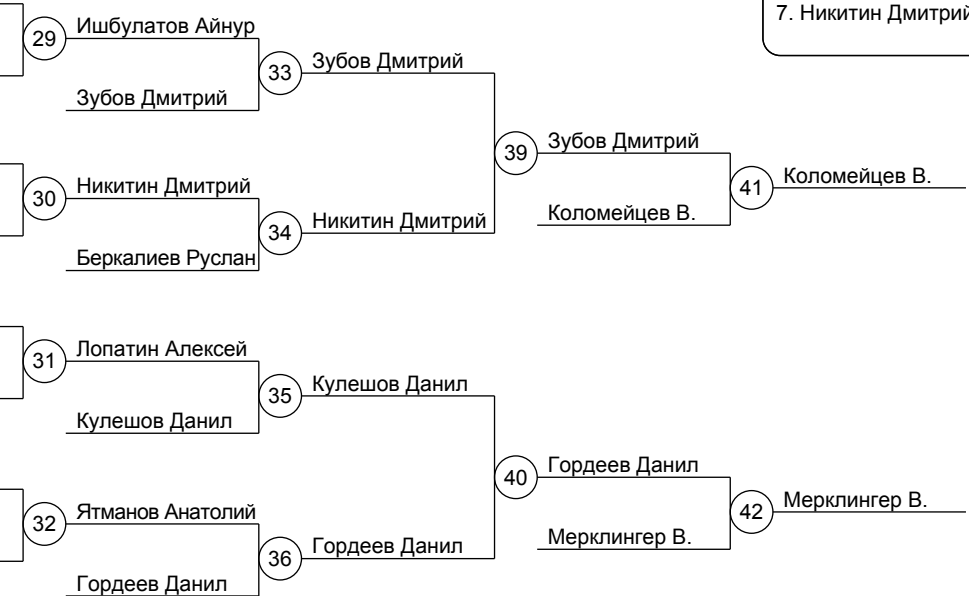 7. Никитин Дмитрий
29
Ишбулатов Айнур
33
Зубов Дмитрий
Зубов Дмитрий
39
Зубов Дмитрий
30
Никитин Дмитрий
34
Никитин Дмитрий
Беркалиев Руслан
Коломейцев В.
41
Коломейцев В.
31
Лопатин Алексей
35
Кулешов Данил
Кулешов Данил
40
Гордеев Данил
32
Ятманов Анатолий
36
Гордеев Данил
Гордеев Данил
Мерклингер В.
42
Мерклингер В.